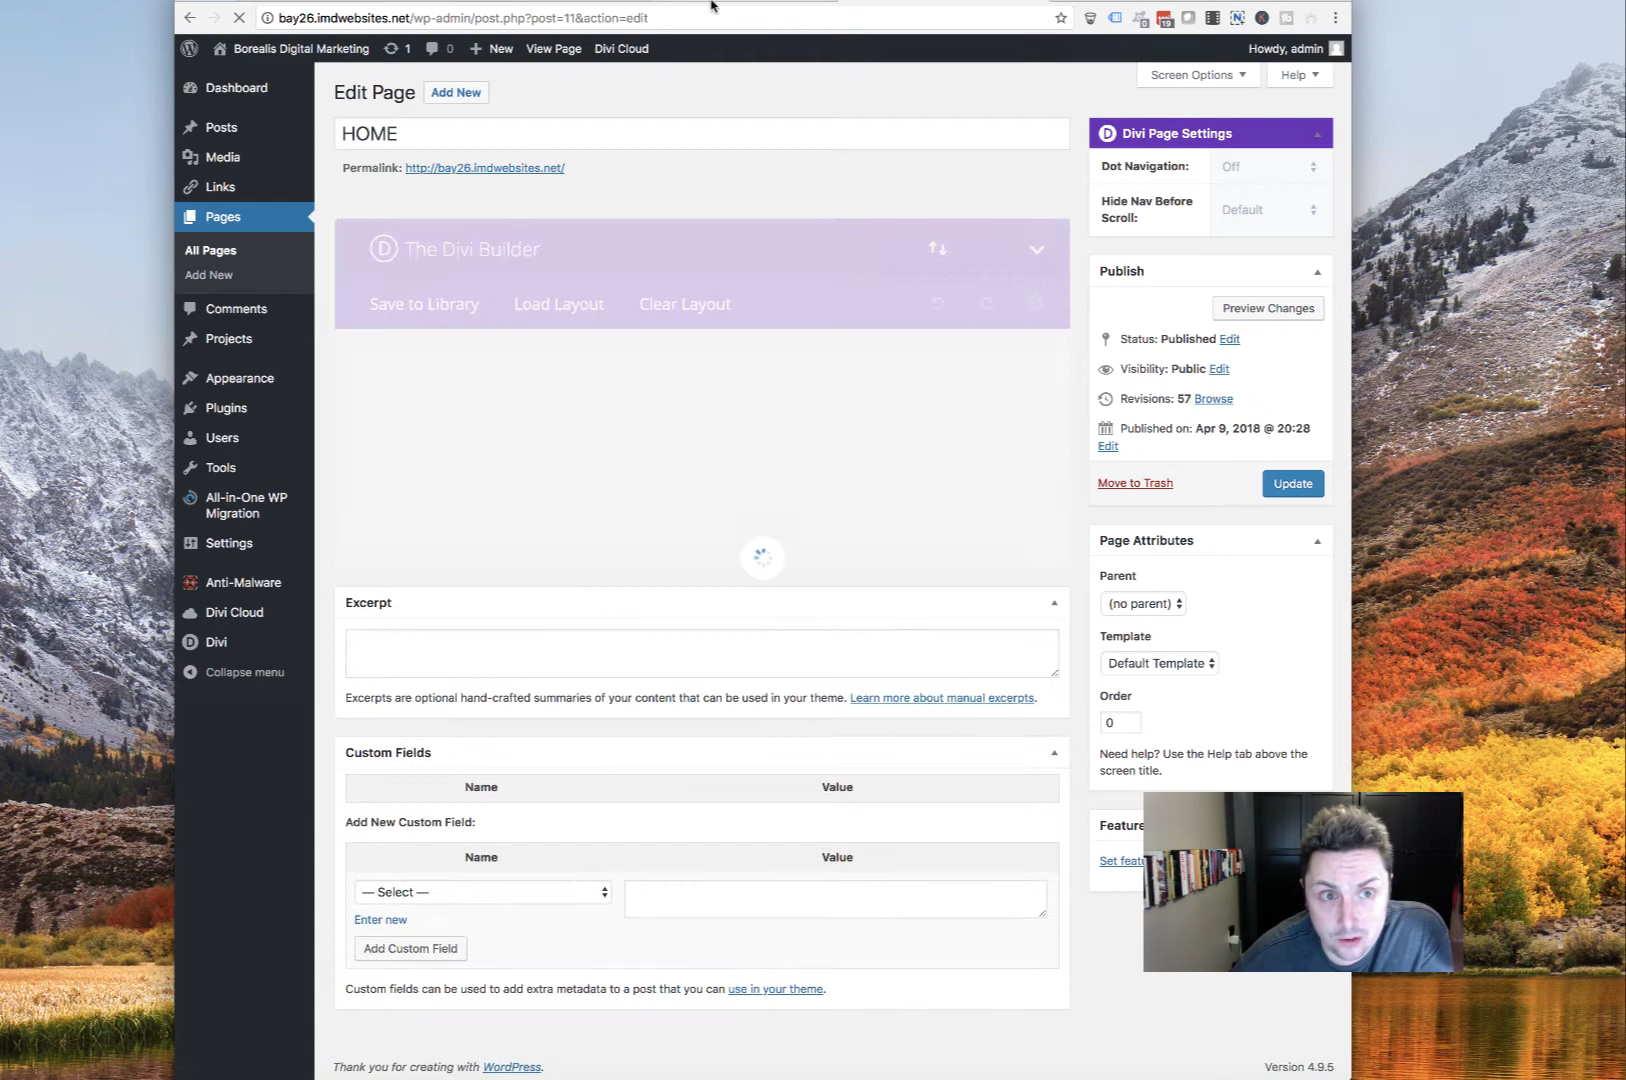 bay26.imdwebsites.net/wp-admin/post.php?post=11&action=edit
0
19
Borealis Digital Marketing
1
0
New
View Page
Divi Cloud
Howdy, admin
Dashboard
Posts
Media
Links
Pages
All Pages
Add New
Comments
Projects
Appearance
Plugins
Users
Tools
All-in-One WP
Migration
Settings
Anti-Malware
Divi Cloud
Divi
Collapse menu
Screen Options
Help
Edit Page
Add New
HOME
Permalink: http://bay26.imdwebsites.net/
D The Divi Builder
Save to Library
Load Layout
Clear Layout
Excerpt
Excerpts are optional hand-crafted summaries of your content that can be used in your theme. Learn more about manual excerpts.
Custom Fields
Name
Value
Add New Custom Field:
Name
Value
— Select —
Enter new
Add Custom Field
Custom fields can be used to add extra metadata to a post that you can use in your theme.
D Divi Page Settings
Dot Navigation:
Off
Hide Nav Before
Scroll:
Default
Publish
Preview Changes
Status: Published Edit
Visibility: Public Edit
Revisions: 57 Browse
Published on: Apr 9, 2018 @ 20:28
Edit
Move to Trash
Update
Page Attributes
Parent
(no parent)
Template
Default Template
Order
0
Need help? Use the Help tab above the
screen title.
Feature
Set feat
Thank you for creating with WordPress.
Version 4.9.5